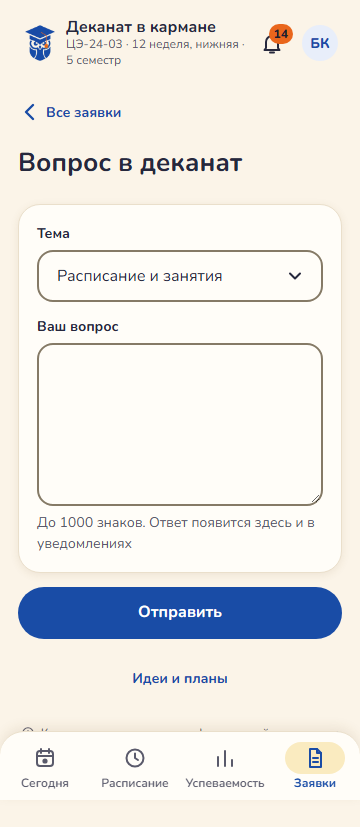 Деканат в кармане
ЦЭ-24-03 · 12 неделя, нижняя ·
5 семестр
14
БК
Все заявки
Вопрос в деканат
Тема
Расписание и занятия
Ваш вопрос
До 1000 знаков. Ответ появится здесь и в
уведомлениях
Отправить
Идеи и планы
Сегодня
Расписание
Успеваемость
Заявки